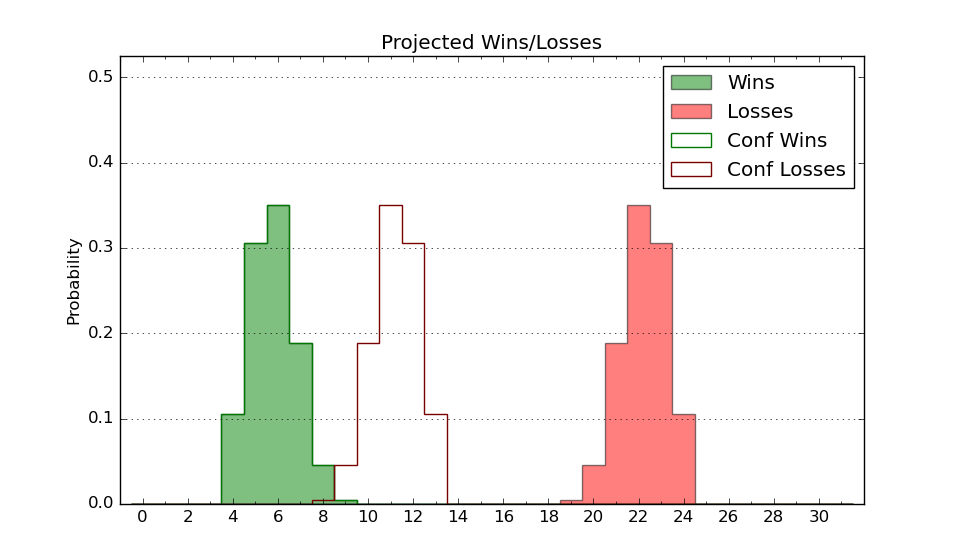 Projected Wins/Losses
0.5
0.4
0.3
0.2
0.1
0.0
Probability
Wins
Losses
Conf Wins
Conf Losses
0 2 4 6 8 10 12 14 16 18 20 22 24 26 28 30